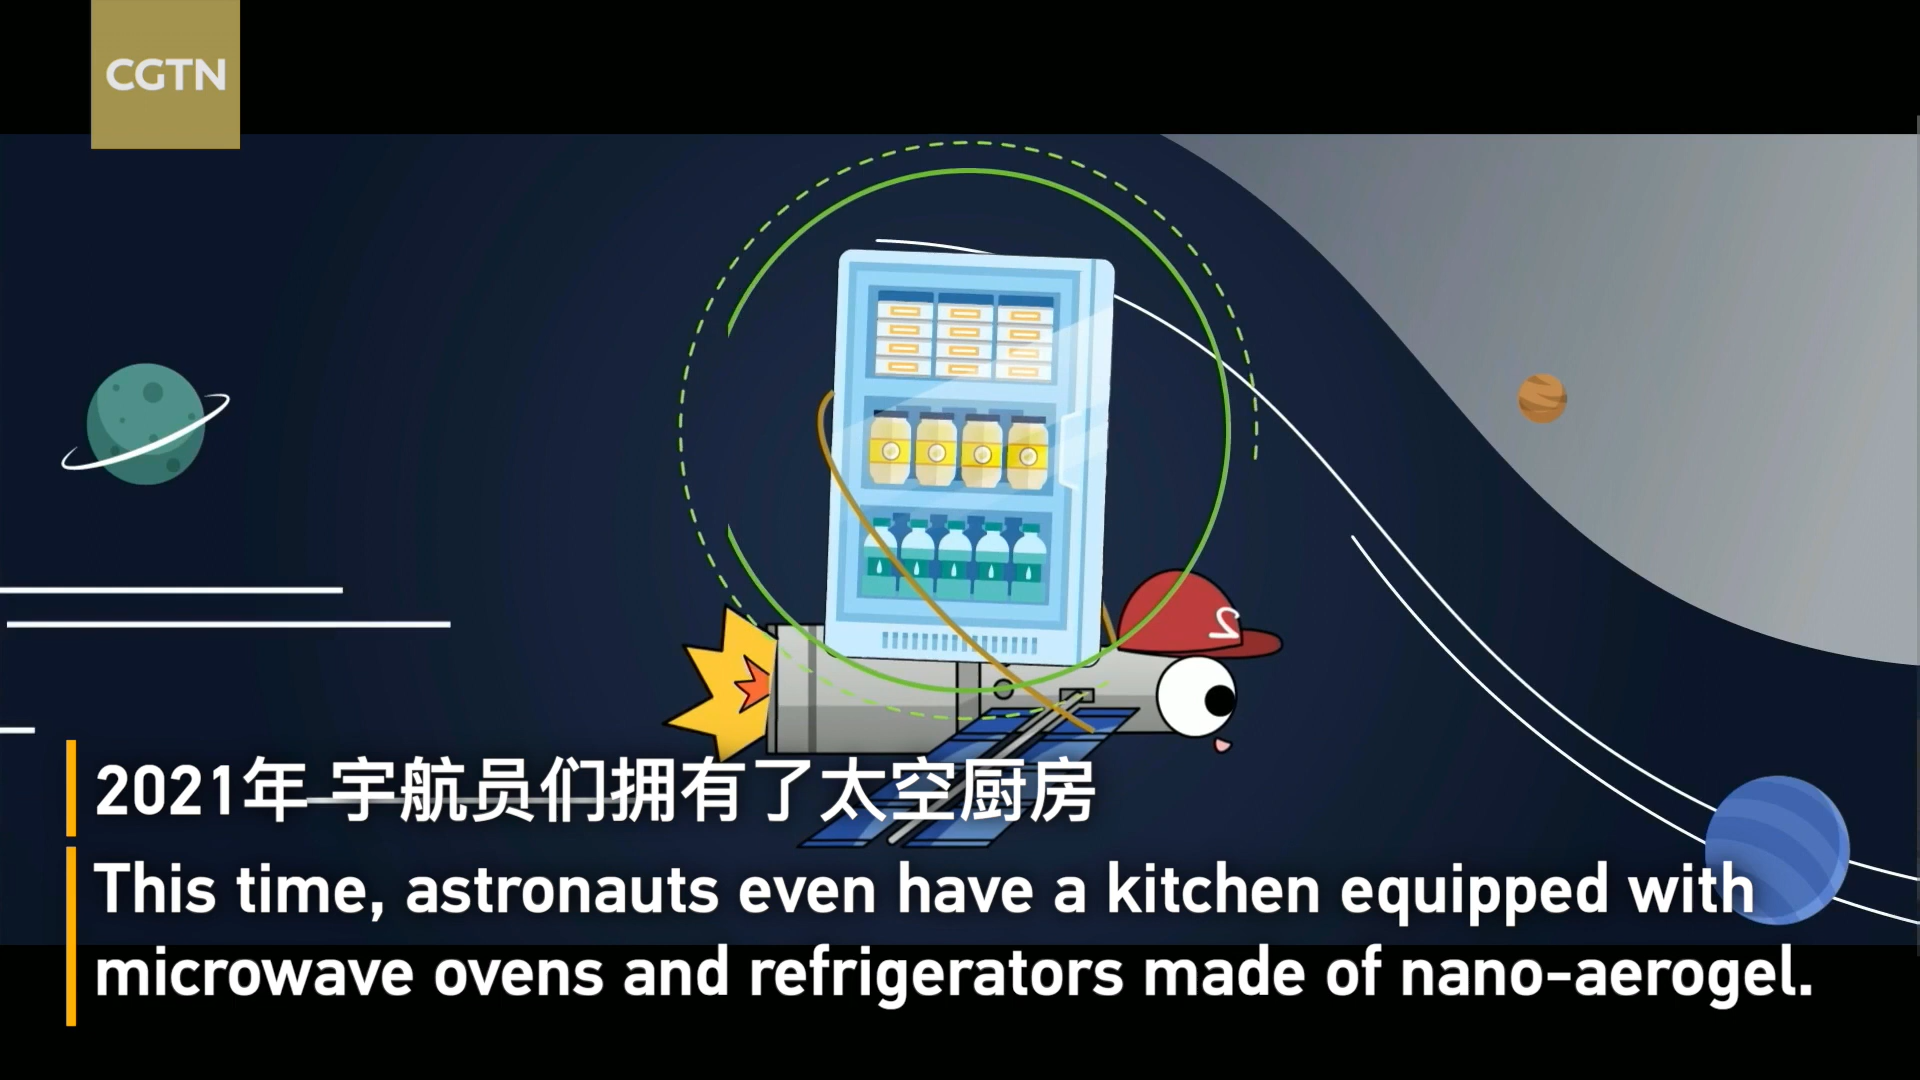 CGTN
2
2021年 宇航员们拥有了太空厨房
This time, astronauts even have a kitchen equipped with
microwave ovens and refrigerators made of nano-aerogel.